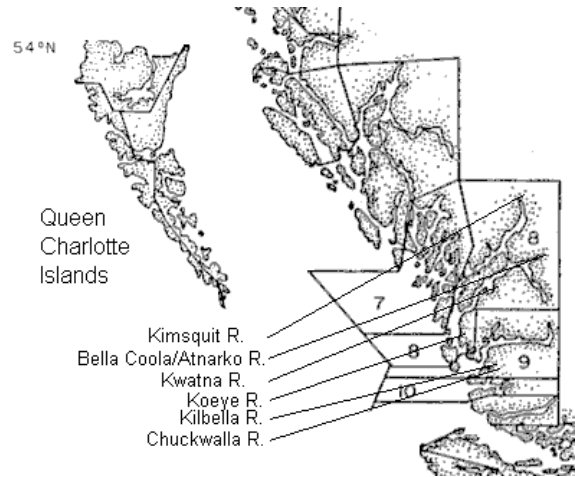 54°N
Queen
Charlotte
Islands
7
8
8
9
10
Kimsquit R.
Bella Coola/Atnarko R.
Kwatna R.
Koeye R.
Kilbella R.
Chuckwalla R.